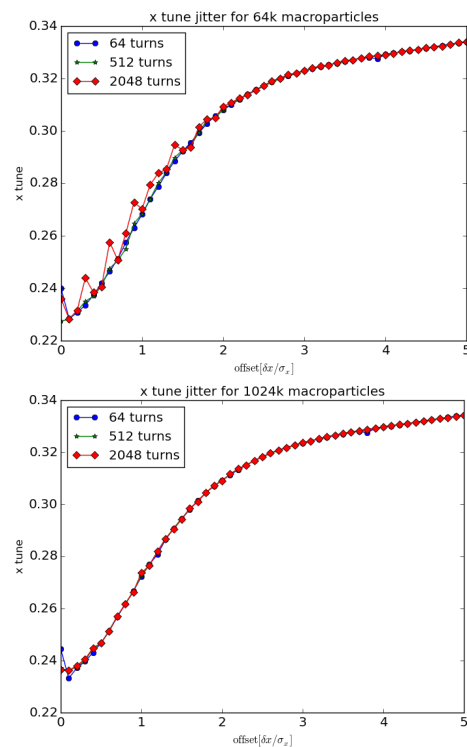 x tune jitter for 64k macroparticles
0.34
0.32
0.30
0.28
0.26
0.24
0.22
x tune
64 turns
512 turns
2048 turns
0 1 2 3 4 5
offset[δx/σ_x]
x tune jitter for 1024k macroparticles
0.34
0.32
0.30
0.28
0.26
0.24
0.22
x tune
64 turns
512 turns
2048 turns
0 1 2 3 4 5
offset[δx/σ_x]